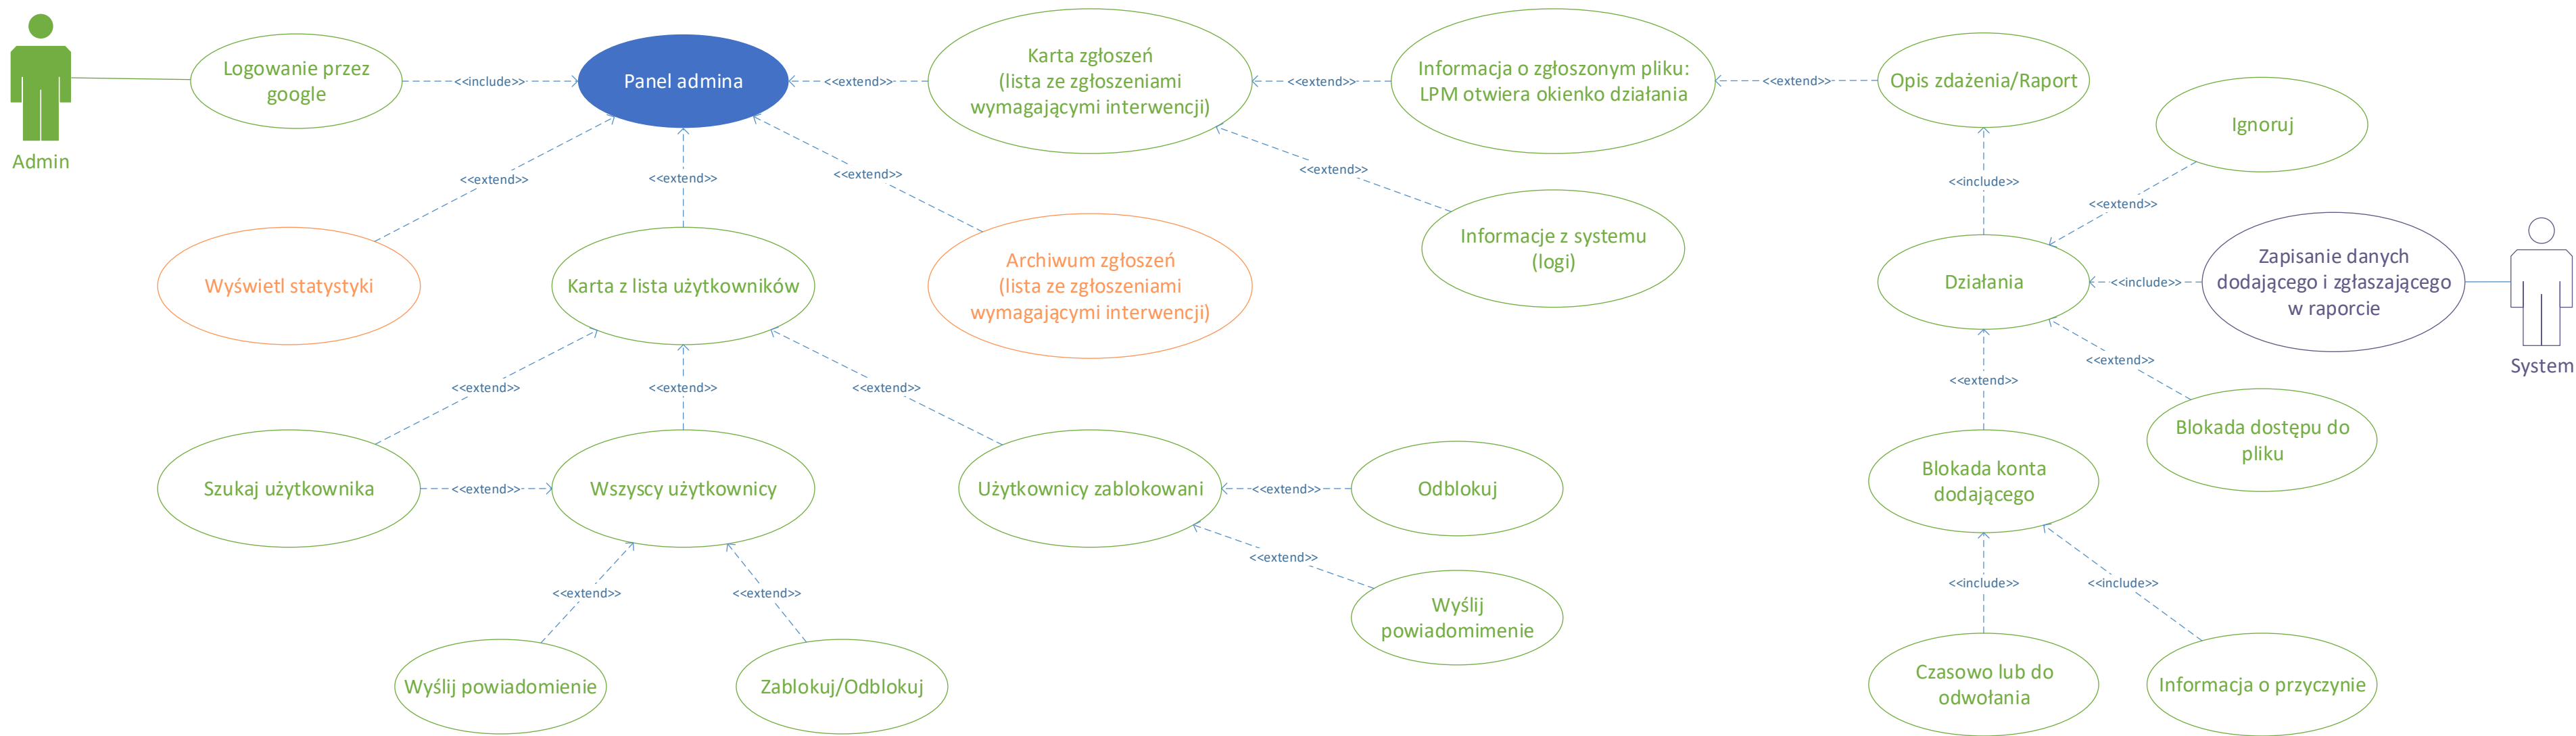 Admin
Logowanie przez
google
<<include>>
Panel admina
<<extend>>
Karta zgłoszeń
(lista ze zgłoszeniami
wymagającymi interwencji)
<<extend>>
Informacja o zgłoszonym pliku:
LPM otwiera okienko działania
<<extend>>
Opis zdażenia/Raport
Ignoruj
<<extend>>
<<extend>>
<<extend>>
<<extend>>
<<include>>
<<extend>>
Wyświetl statystyki
Karta z lista użytkowników
Archiwum zgłoszeń
(lista ze zgłoszeniami
wymagającymi interwencji)
Informacje z systemu
(logi)
Działania
<<include>>
Zapisanie danych
dodającego i zgłaszającego
w raporcie
System
<<extend>>
<<extend>>
<<extend>>
<<extend>>
<<extend>>
Szukaj użytkownika
<<extend>>
Wszyscy użytkownicy
Użytkownicy zablokowani
<<extend>>
Odblokuj
Blokada konta
dodającego
Blokada dostępu do
pliku
<<extend>>
<<extend>>
<<extend>>
<<include>>
<<include>>
Wyślij
powiadomimenie
Wyślij powiadomienie
Zablokuj/Odblokuj
Czasowo lub do
odwołania
Informacja o przyczynie